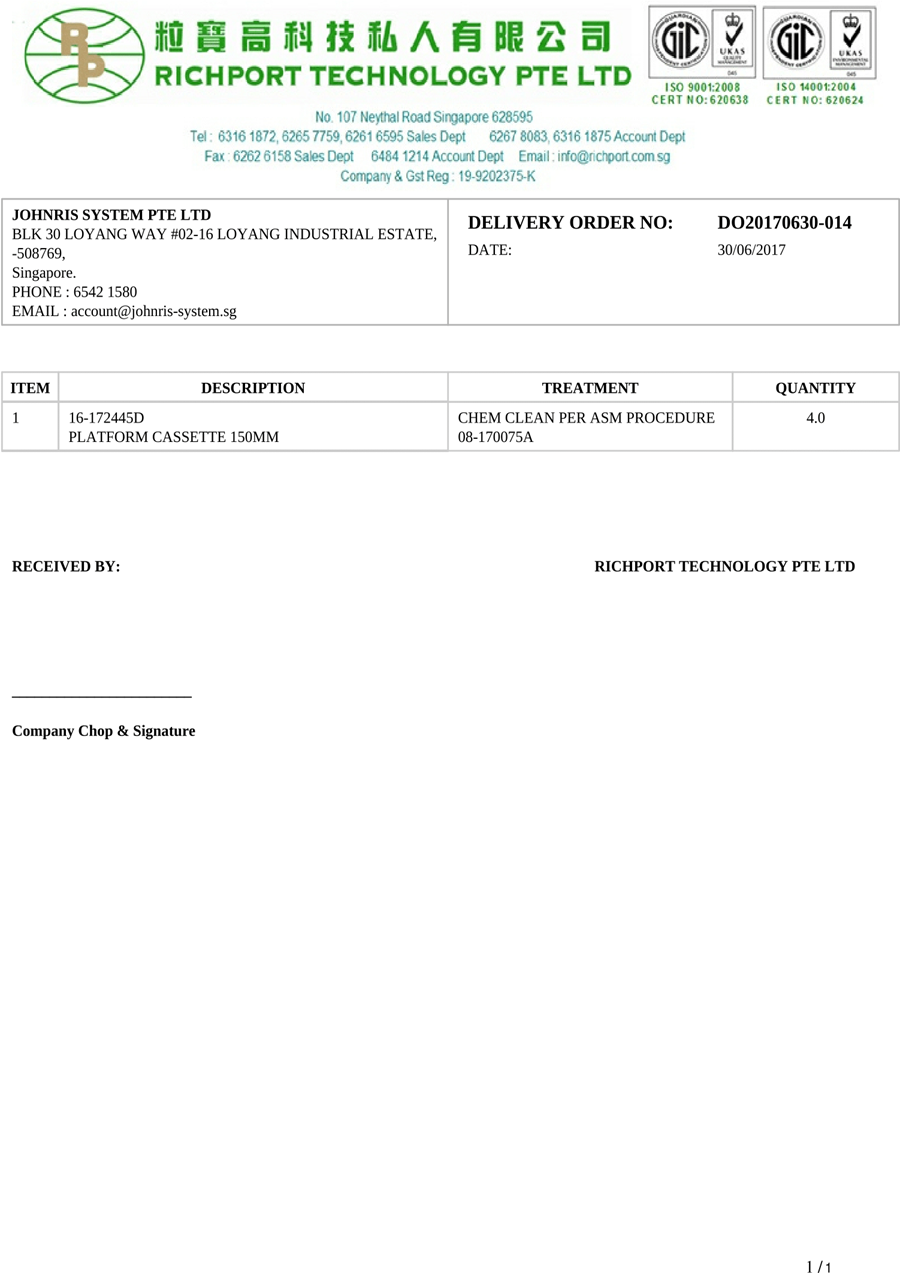 RP
粒寶高科技私人有限公司
RICHPORT TECHNOLOGY PTE LTD
GIC
UKAS
QUALITY
MANAGEMENT
045
ISO 9001:2008
CERT NO: 620638
GIC
UKAS
ENVIRONMENTAL
MANAGEMENT
045
ISO 14001:2004
CERT NO: 620624
No. 107 Neythal Road Singapore 628595
Tel : 6316 1872, 6265 7759, 6261 6595 Sales Dept 6267 8083, 6316 1875 Account Dept
Fax : 6262 6158 Sales Dept 6484 1214 Account Dept Email : info@richport.com.sg
Company & Gst Reg : 19-9202375-K
JOHNRIS SYSTEM PTE LTD
BLK 30 LOYANG WAY #02-16 LOYANG INDUSTRIAL ESTATE,
-508769,
Singapore.
PHONE : 6542 1580
EMAIL : account@johnris-system.sg
DELIVERY ORDER NO: DO20170630-014
DATE: 30/06/2017
ITEM DESCRIPTION TREATMENT QUANTITY
1 16-172445D CHEM CLEAN PER ASM PROCEDURE 4.0
PLATFORM CASSETTE 150MM 08-170075A
RECEIVED BY: RICHPORT TECHNOLOGY PTE LTD
Company Chop & Signature
1 / 1